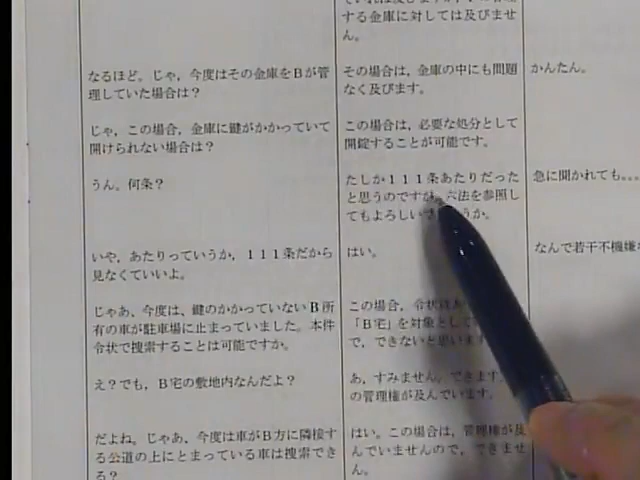 する金庫に対しては及びませ
ん。
なるほど。じゃ、今度はその金庫をBが管
理していた場合は？
その場合は，金庫の中にも問題
なく及びます。
かんたん。
じゃ、この場合，金庫に鍵がかかっていて
開けられない場合は？
この場合は，必要な処分として
開錠することが可能です。
うん。何条？
たしか１１１条あたりだった
と思うのですが，六法を参照し
てもよろしい
うか。
急に聞かれても。。。
いや，あたりっていうか，１１１条だから
見なくていいよ。
はい。
なんで若干不機嫌
じゃあ、今度は，鍵のかかっていないB所
有の車が駐車場に止まっていました。本件
令状で捜索することは可能ですか。
この場合，令状
「B宅」を対象として
で，できないと思います
え？でも，B宅の敷地内なんだよ？
あ，すみません，できます
の管理権が及んでいます。
だよね。じゃあ、今度は車がB方に隣接す
る公道の上にとまっている車は捜索でき
る？
はい。この場合は，管理権が及
んでいませんので，できませ
ん。